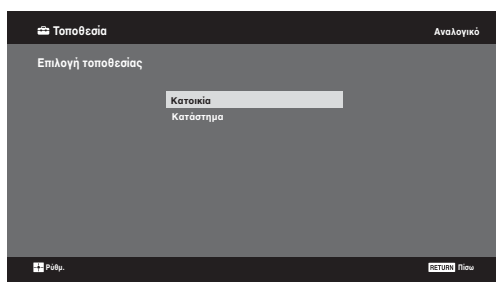 Τοποθεσία Αναλογικό
Επιλογή τοποθεσίας
Κατοικία
Κατάστημα
Ρύθμ. RETURN Πίσω